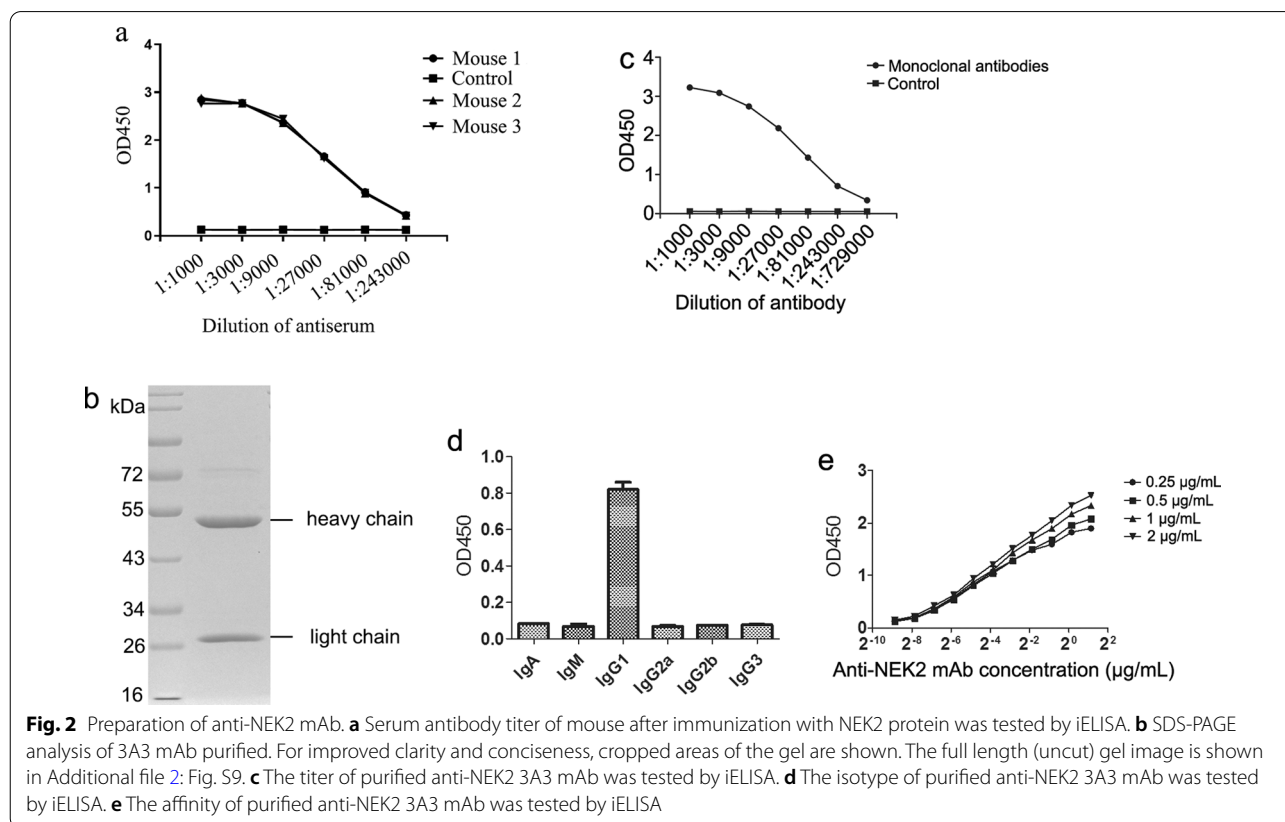 a
4
3
2
1
0
OD450
1:1000
1:3000
1:9000
1:27000
1:81000
1:243000
Dilution of antiserum
Mouse 1
Control
Mouse 2
Mouse 3
c
4
3
2
1
0
OD450
1:1000
1:3000
1:9000
1:27000
1:81000
1:243000
1:729000
Dilution of antibody
Monoclonal antibodies
Control
b
kDa
72
55
43
34
26
16
heavy chain
light chain
d
1.0
0.8
0.6
0.4
0.2
0.0
OD450
IgA
IgM
IgG1
IgG2a
IgG2b
IgG3
e
3
2
1
0
OD450
2-10
2-8
2-6
2-4
2-2
20
22
Anti-NEK2 mAb concentration (µg/mL)
0.25 µg/mL
0.5 µg/mL
1 µg/mL
2 µg/mL
Fig. 2 Preparation of anti-NEK2 mAb. a Serum antibody titer of mouse after immunization with NEK2 protein was tested by iELISA. b SDS-PAGE
analysis of 3A3 mAb purified. For improved clarity and conciseness, cropped areas of the gel are shown. The full length (uncut) gel image is shown
in Additional file 2: Fig. S9. c The titer of purified anti-NEK2 3A3 mAb was tested by iELISA. d The isotype of purified anti-NEK2 3A3 mAb was tested
by iELISA. e The affinity of purified anti-NEK2 3A3 mAb was tested by iELISA